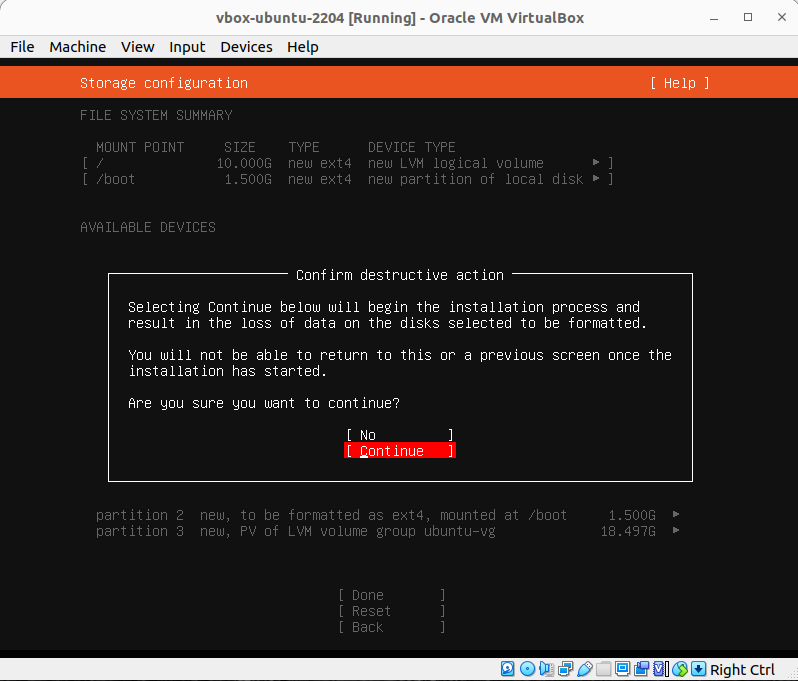 vbox-ubuntu-2204 [Running] - Oracle VM VirtualBox
File Machine View Input Devices Help
Storage configuration [ Help ]
FILE SYSTEM SUMMARY
MOUNT POINT SIZE TYPE DEVICE TYPE
[ / 10.000G new ext4 new LVM logical volume ▸ ]
[ /boot 1.500G new ext4 new partition of local disk ▸ ]
AVAILABLE DEVICES
Confirm destructive action
Selecting Continue below will begin the installation process and
result in the loss of data on the disks selected to be formatted.
You will not be able to return to this or a previous screen once the
installation has started.
Are you sure you want to continue?
[ No ]
[ Continue ]
partition 2 new, to be formatted as ext4, mounted at /boot 1.500G ▸
partition 3 new, PV of LVM volume group ubuntu-vg 18.497G ▸
[ Done ]
[ Reset ]
[ Back ]
Right Ctrl